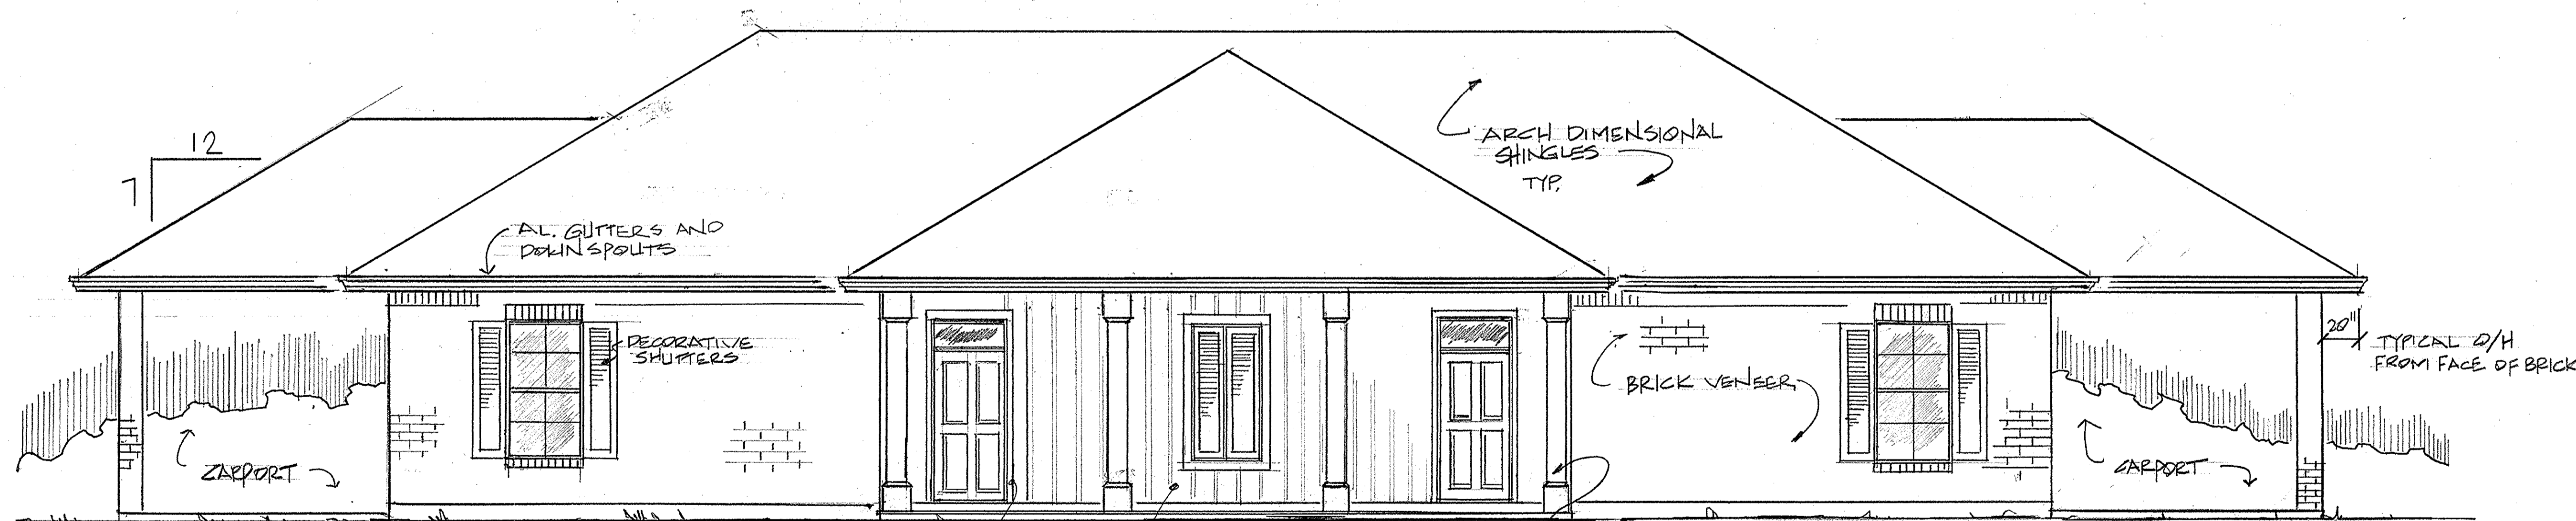 12
7
ARCH DIMENSIONAL
SHINGLES
TYP.
AL. GUTTERS AND
DOWNSPOUTS
DECORATIVE
SHUTTERS
BRICK VENEER
20"
TYPICAL O/H
FROM FACE OF BRICK
CARPORT
CARPORT